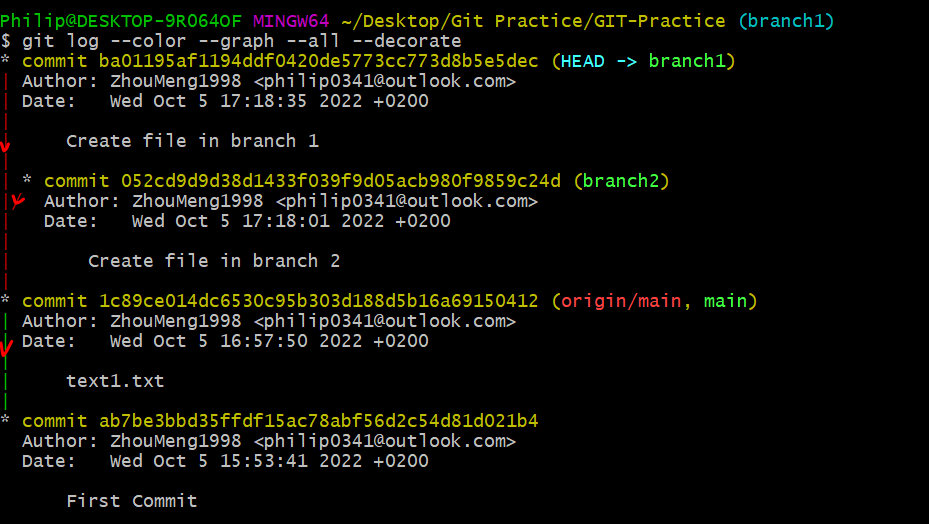 Philip@DESKTOP-9RO64OF MINGW64 ~/Desktop/Git Practice/GIT-Practice (branch1)
$ git log --color --graph --all --decorate
* commit ba01195af1194ddf0420de5773cc773d8b5e5dec (HEAD -> branch1)
| Author: ZhouMeng1998 <philip0341@outlook.com>
| Date:   Wed Oct 5 17:18:35 2022 +0200
|
|     Create file in branch 1
|
| * commit 052cd9d9d38d1433f039f9d05acb980f9859c24d (branch2)
|   Author: ZhouMeng1998 <philip0341@outlook.com>
|   Date:   Wed Oct 5 17:18:01 2022 +0200
|
|       Create file in branch 2
|
* commit 1c89ce014dc6530c95b303d188d5b16a69150412 (origin/main, main)
| Author: ZhouMeng1998 <philip0341@outlook.com>
| Date:   Wed Oct 5 16:57:50 2022 +0200
|
|     text1.txt
|
* commit ab7be3bbd35ffdf15ac78abf56d2c54d81d021b4
  Author: ZhouMeng1998 <philip0341@outlook.com>
  Date:   Wed Oct 5 15:53:41 2022 +0200

      First Commit